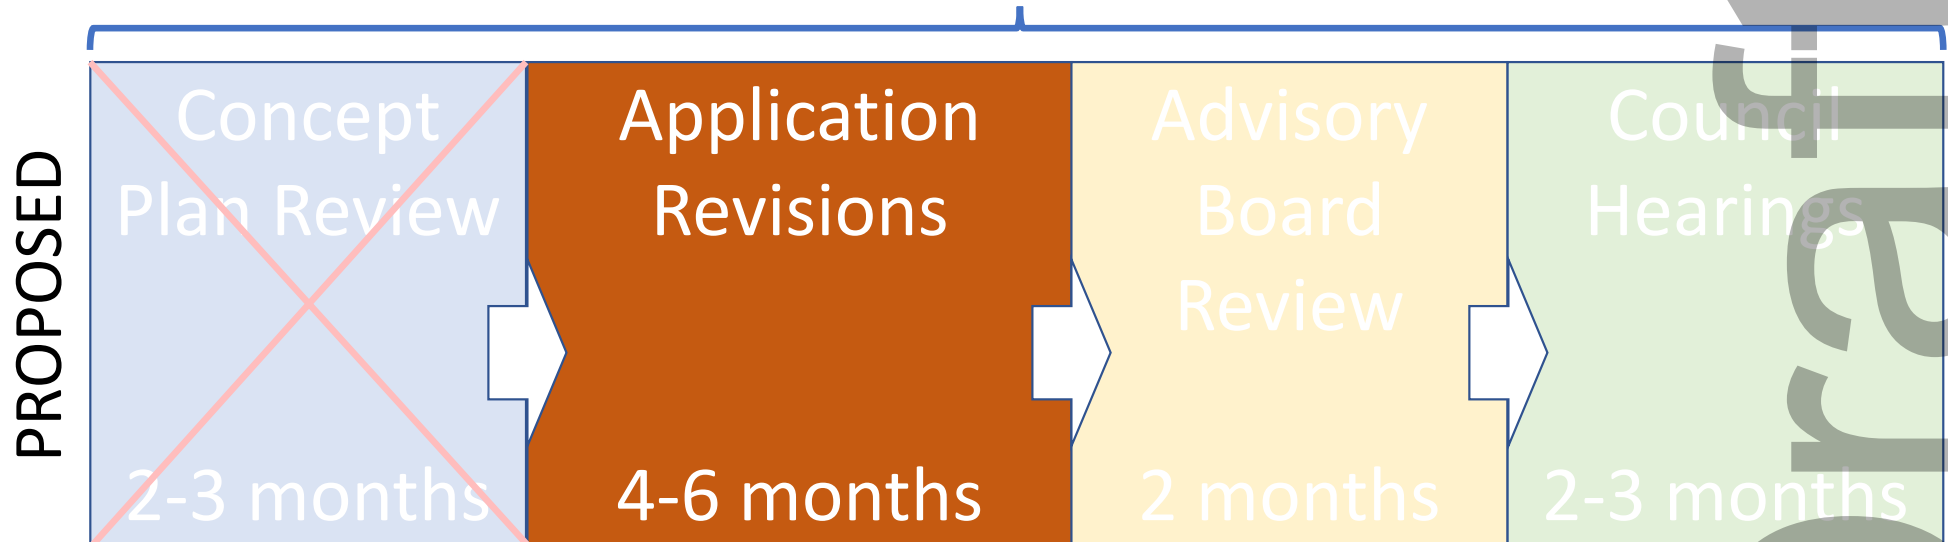 PROPOSED
Concept
Plan Review
2-3 months
Application
Revisions
4-6 months
Advisory
Board
Review
2 months
Council
Hearings
2-3 months